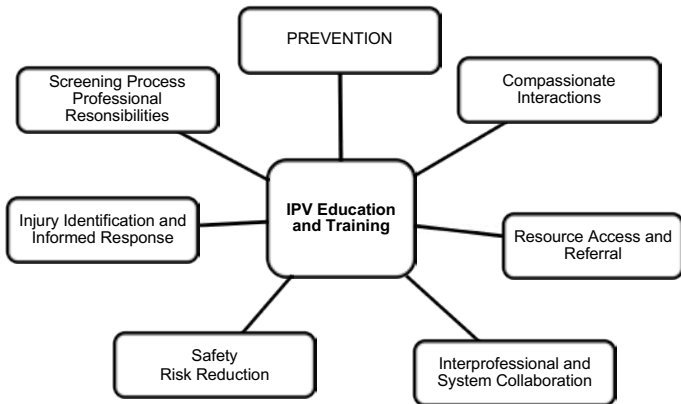 PREVENTION
Screening Process
Professional
Resonsibilities
Compassionate
Interactions
IPV Education
and Training
Injury Identification and
Informed Response
Resource Access and
Referral
Safety
Risk Reduction
Interprofessional and
System Collaboration